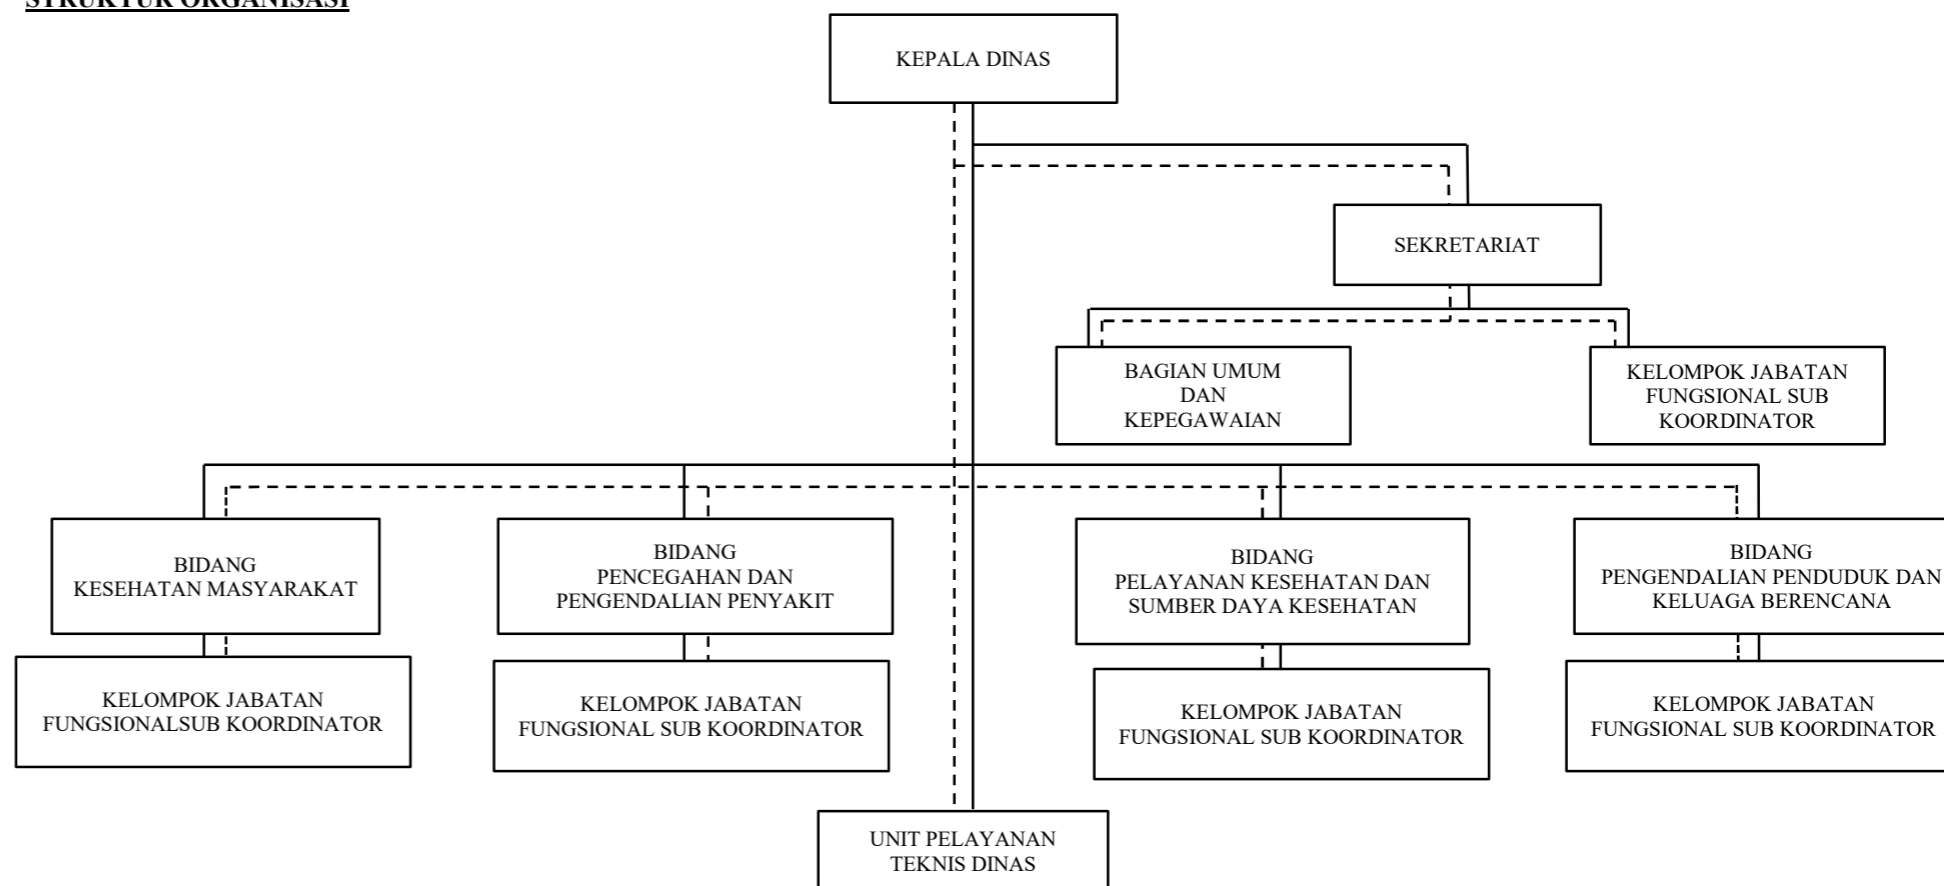 STRUKTUR ORGANISASI
KEPALA DINAS
SEKRETARIAT
BAGIAN UMUM
DAN
KEPEGAWAIAN
KELOMPOK JABATAN
FUNGSIONAL SUB
KOORDINATOR
BIDANG
KESEHATAN MASYARAKAT
BIDANG
PENCEGAHAN DAN
PENGENDALIAN PENYAKIT
BIDANG
PELAYANAN KESEHATAN DAN
SUMBER DAYA KESEHATAN
BIDANG
PENGENDALIAN PENDUDUK DAN
KELUAGA BERENCANA
KELOMPOK JABATAN
FUNGSIONALSUB KOORDINATOR
KELOMPOK JABATAN
FUNGSIONAL SUB KOORDINATOR
KELOMPOK JABATAN
FUNGSIONAL SUB KOORDINATOR
KELOMPOK JABATAN
FUNGSIONAL SUB KOORDINATOR
UNIT PELAYANAN
TEKNIS DINAS